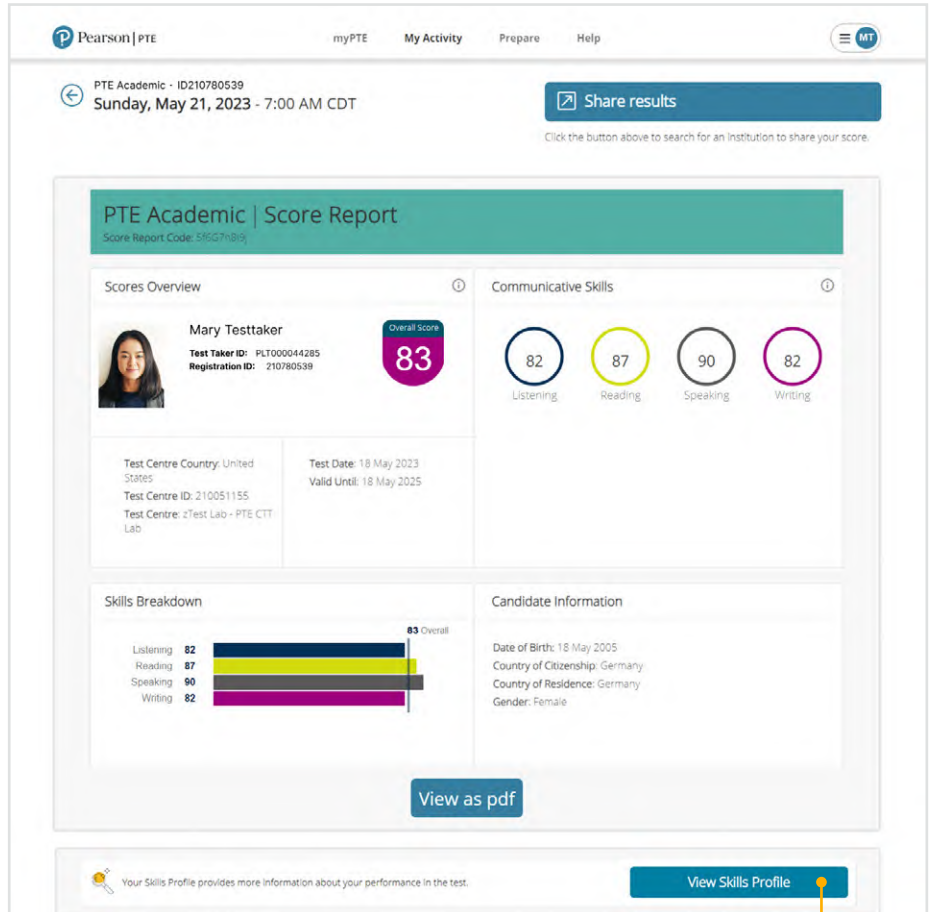 Pearson | PTE
myPTE My Activity Prepare Help
MT
PTE Academic - ID210780539
Sunday, May 21, 2023 - 7:00 AM CDT
Share results
Click the button above to search for an institution to share your score.
PTE Academic | Score Report
Score Report Code:
Scores Overview
Mary Testtaker
Test Taker ID: PLT000044285
Registration ID: 210780539
Overall Score
83
Test Centre Country: United
States
Test Centre ID: 210051155
Test Centre: zTest Lab - PTE CTT
Lab
Test Date: 18 May 2023
Valid Until: 18 May 2025
Communicative Skills
82 87 90 82
Listening Reading Speaking Writing
Skills Breakdown
83 Overall
Listening 82
Reading 87
Speaking 90
Writing 82
Candidate Information
Date of Birth: 18 May 2005
Country of Citizenship: Germany
Country of Residence: Germany
Gender: Female
View as pdf
Your Skills Profile provides more information about your performance in the test.
View Skills Profile